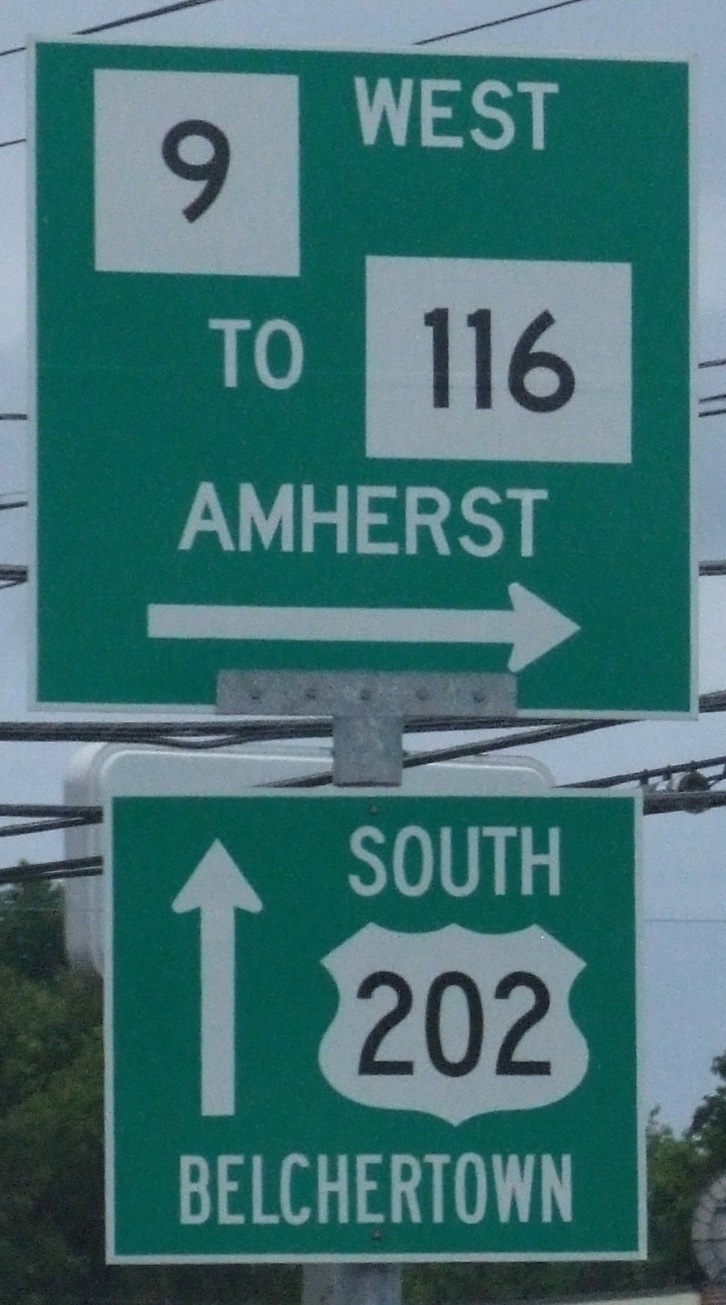 9 WEST
TO 116
AMHERST
SOUTH
202
BELCHERTOWN